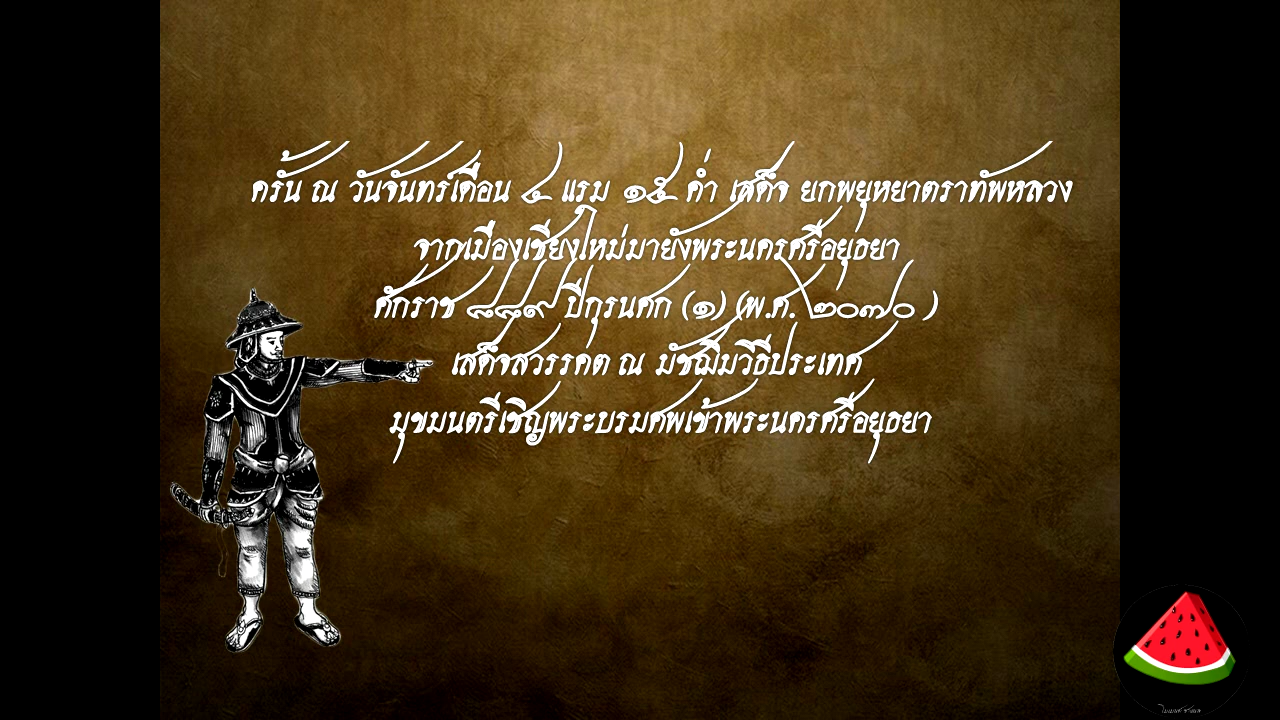 ครั้น ณ วันจันทร์เดือน ๔ แรม ๑๕ ค่ำ เสด็จ ยกพยุหยาตราทัพหลวง
จากเมืองเชียงใหม่มายังพระนครศรีอยุธยา
ศักราช ๘๘๙ ปีกุรนศก (๑) (พ.ศ. ๒๐๗๐ )
เสด็จสวรรคต ณ มัชฌิมวิธีประเทศ
มุขมนตรีเชิญพระบรมศพเข้าพระนครศรีอยุธยา